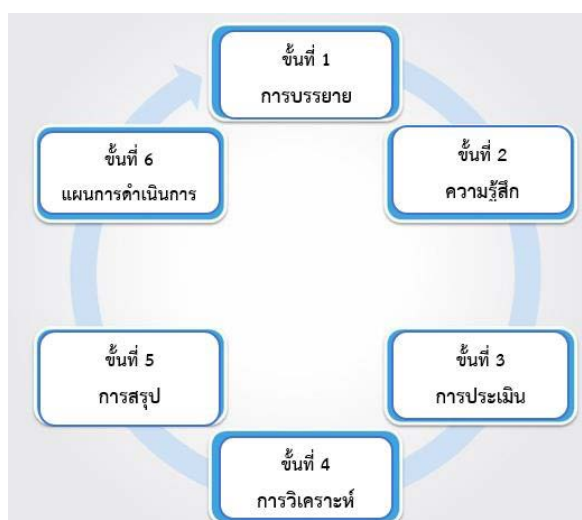 ขั้นที่ 1
การบรรยาย
ขั้นที่ 2
ความรู้สึก
ขั้นที่ 3
การประเมิน
ขั้นที่ 4
การวิเคราะห์
ขั้นที่ 5
การสรุป
ขั้นที่ 6
แผนการดำเนินการ